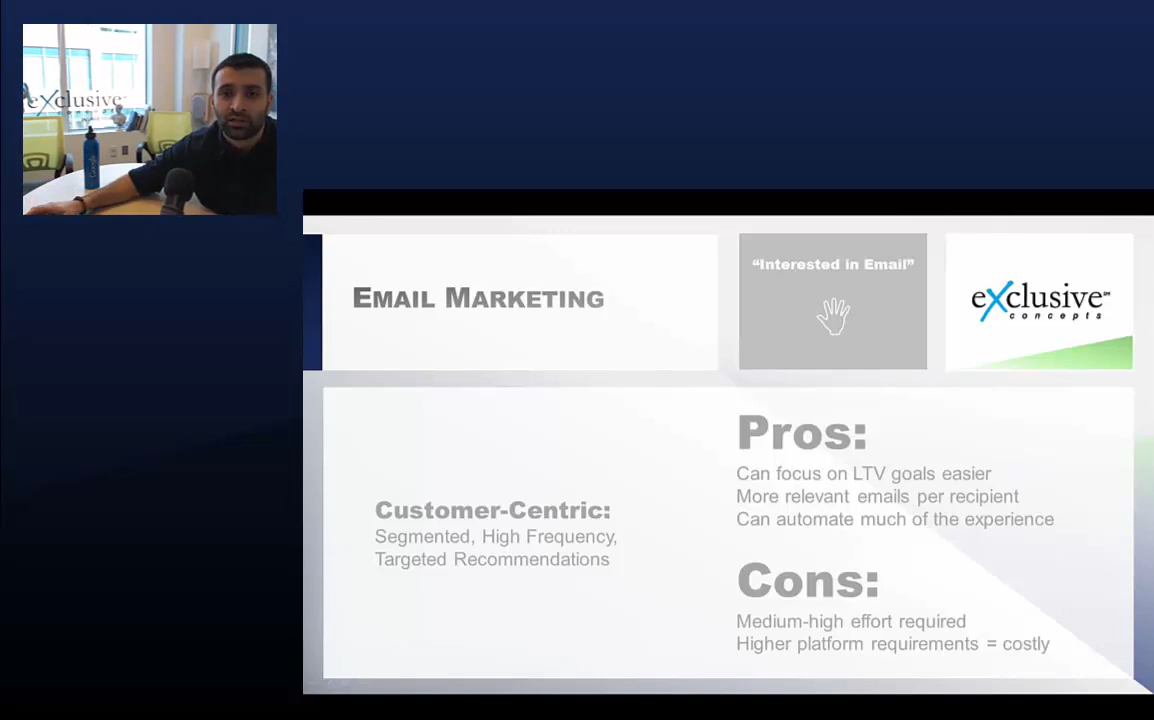 exclusive
Google
EMAIL MARKETING
“Interested in Email”
exclusive℠
concepts
Customer-Centric:
Segmented, High Frequency,
Targeted Recommendations
Pros:
Can focus on LTV goals easier
More relevant emails per recipient
Can automate much of the experience
Cons:
Medium-high effort required
Higher platform requirements = costly